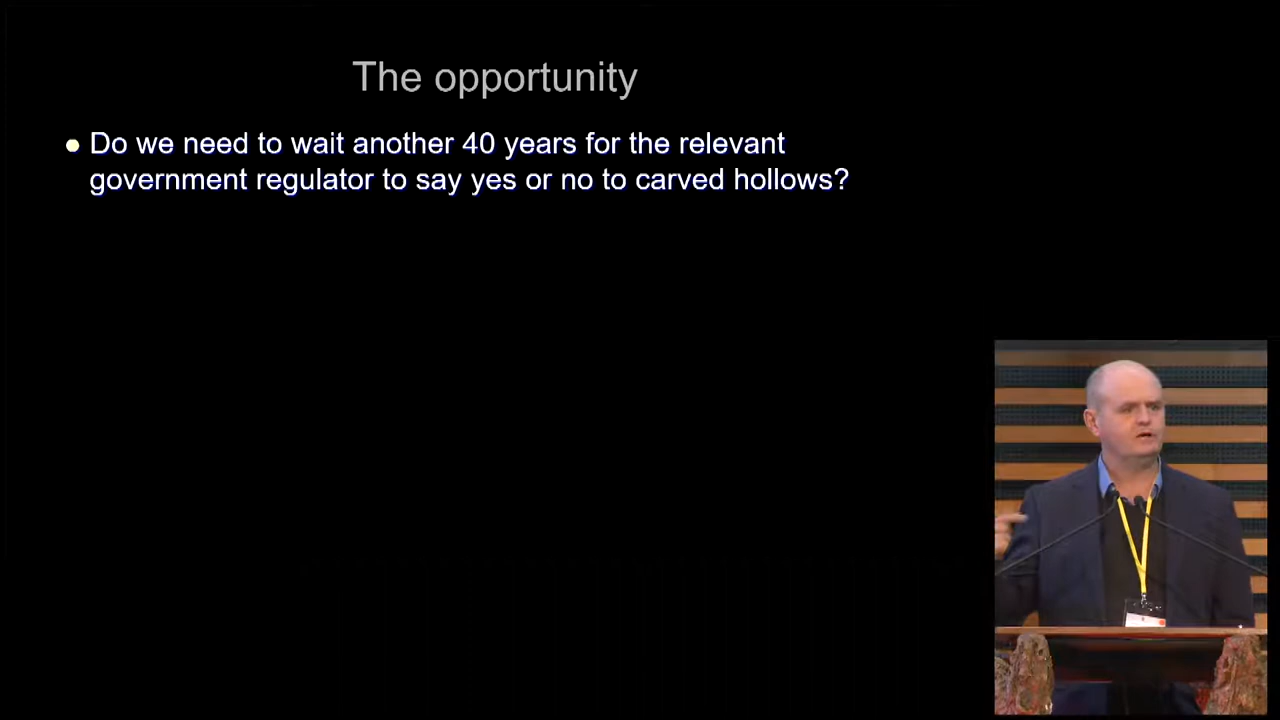 The opportunity
Do we need to wait another 40 years for the relevant
government regulator to say yes or no to carved hollows?